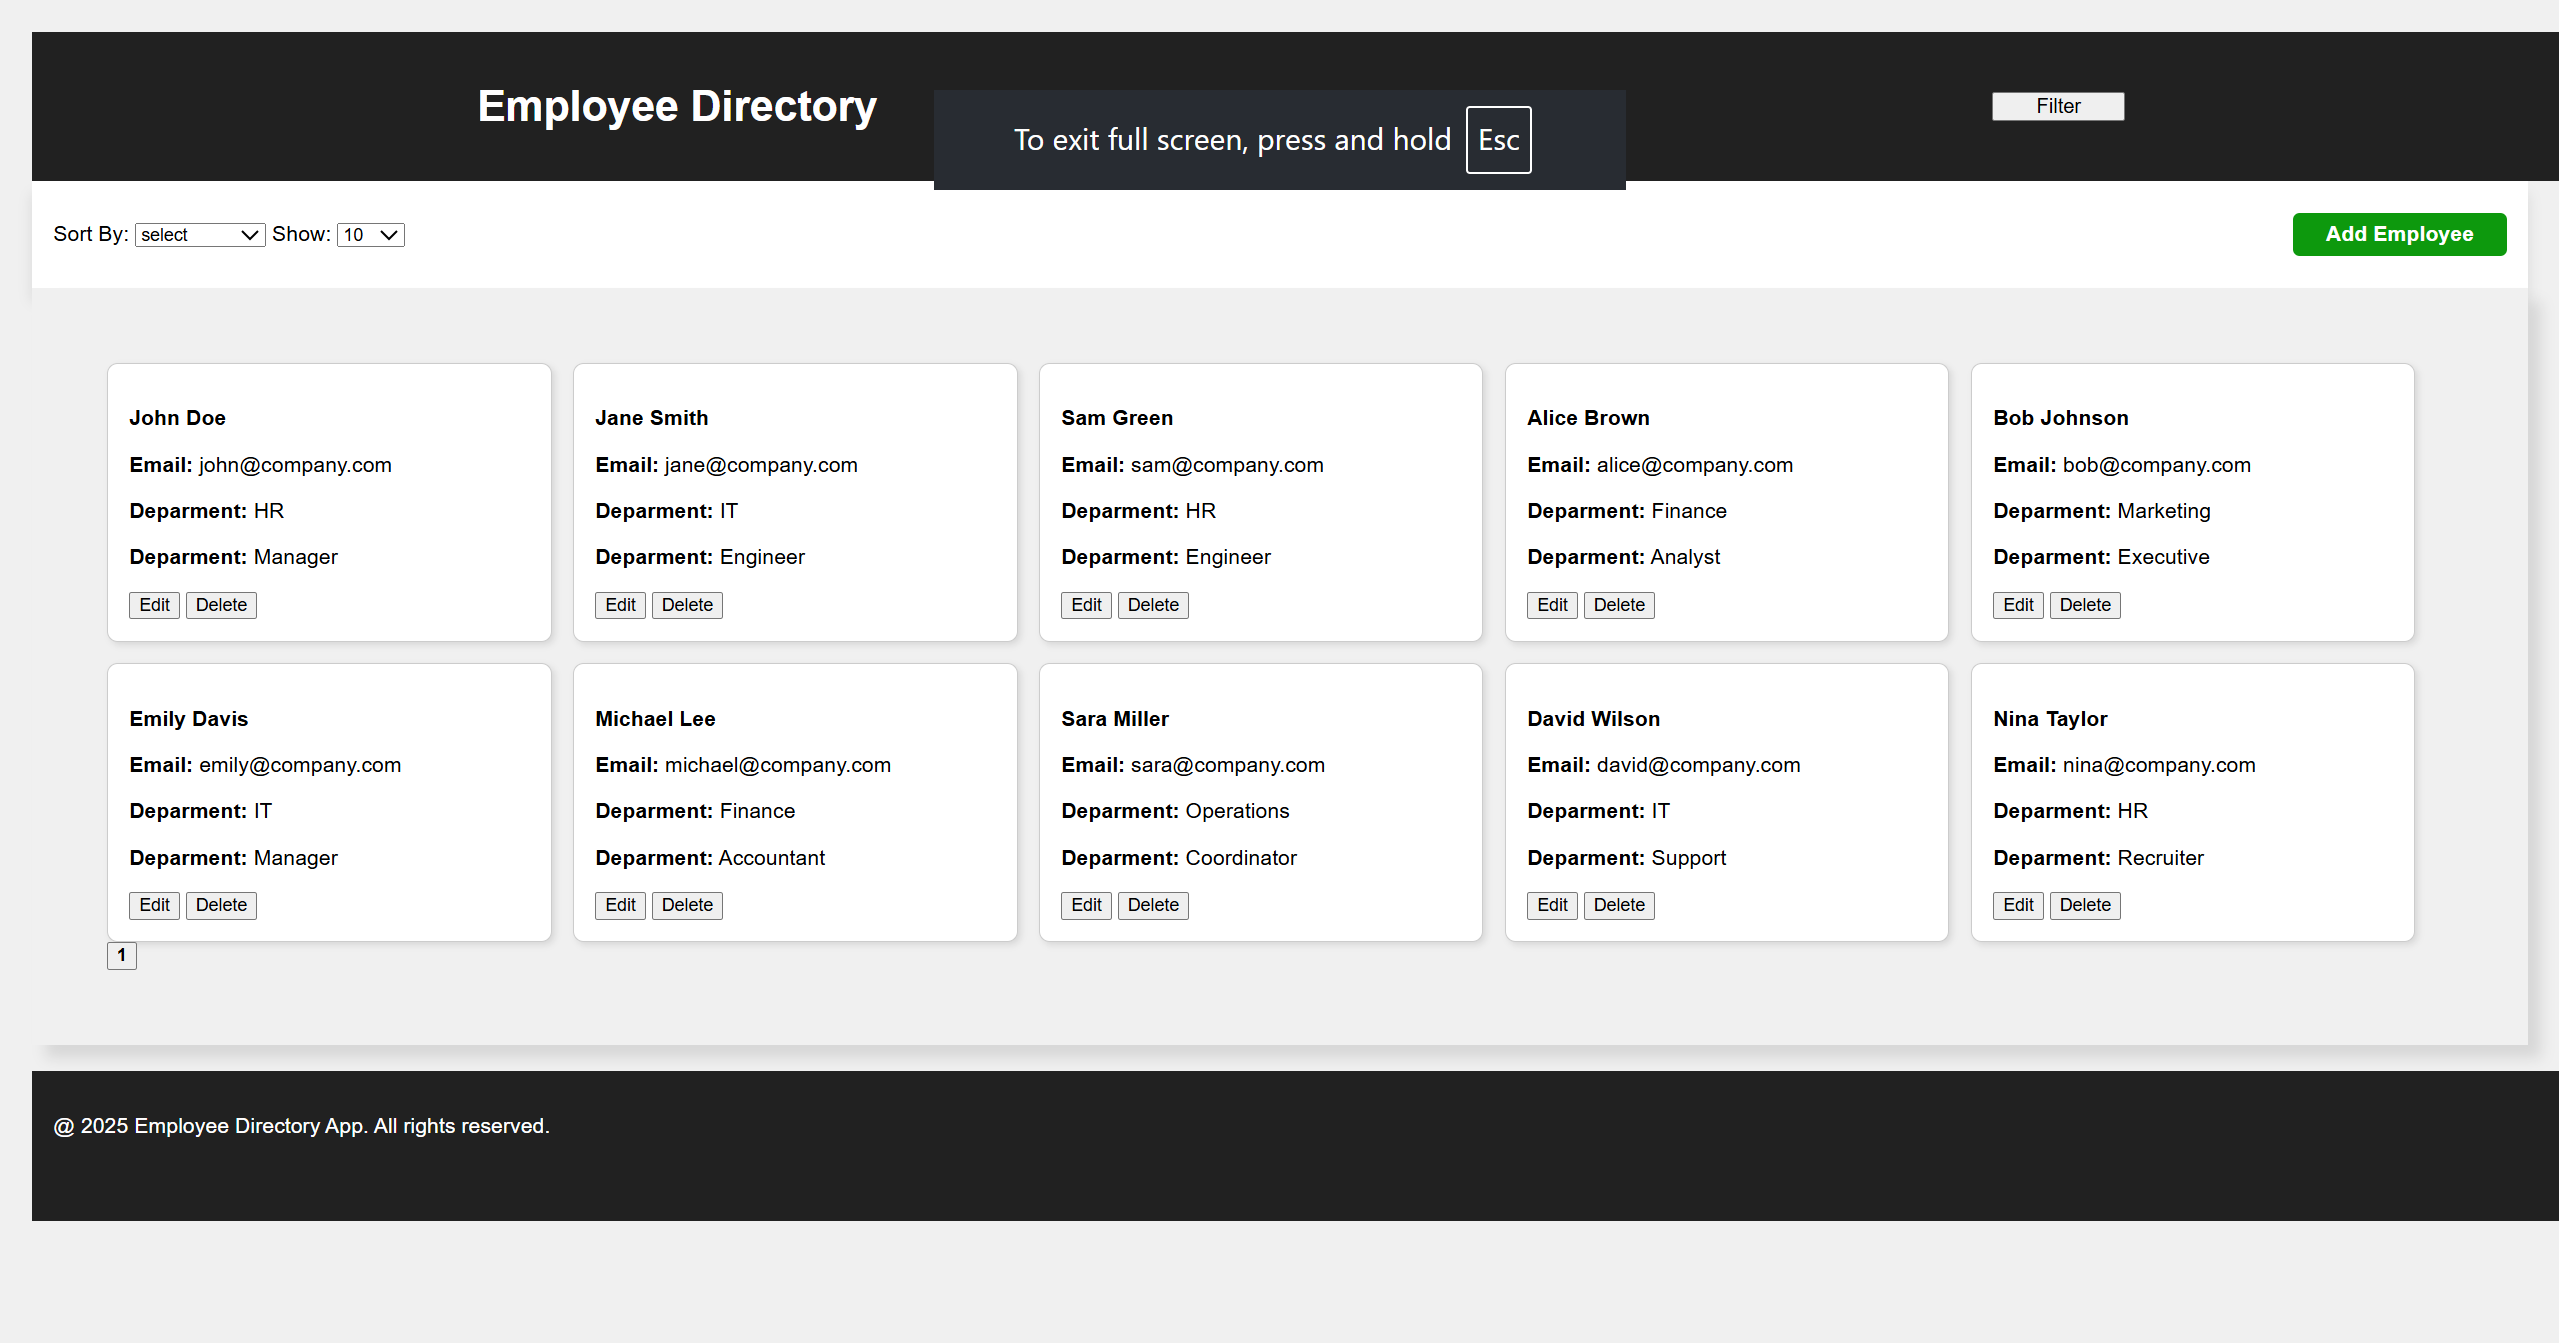 Employee Directory
To exit full screen, press and hold Esc
Filter
Sort By: select Show: 10
Add Employee
John Doe
Email: john@company.com
Deparment: HR
Deparment: Manager
Edit Delete
Jane Smith
Email: jane@company.com
Deparment: IT
Deparment: Engineer
Edit Delete
Sam Green
Email: sam@company.com
Deparment: HR
Deparment: Engineer
Edit Delete
Alice Brown
Email: alice@company.com
Deparment: Finance
Deparment: Analyst
Edit Delete
Bob Johnson
Email: bob@company.com
Deparment: Marketing
Deparment: Executive
Edit Delete
Emily Davis
Email: emily@company.com
Deparment: IT
Deparment: Manager
Edit Delete
Michael Lee
Email: michael@company.com
Deparment: Finance
Deparment: Accountant
Edit Delete
Sara Miller
Email: sara@company.com
Deparment: Operations
Deparment: Coordinator
Edit Delete
David Wilson
Email: david@company.com
Deparment: IT
Deparment: Support
Edit Delete
Nina Taylor
Email: nina@company.com
Deparment: HR
Deparment: Recruiter
Edit Delete
1
@ 2025 Employee Directory App. All rights reserved.